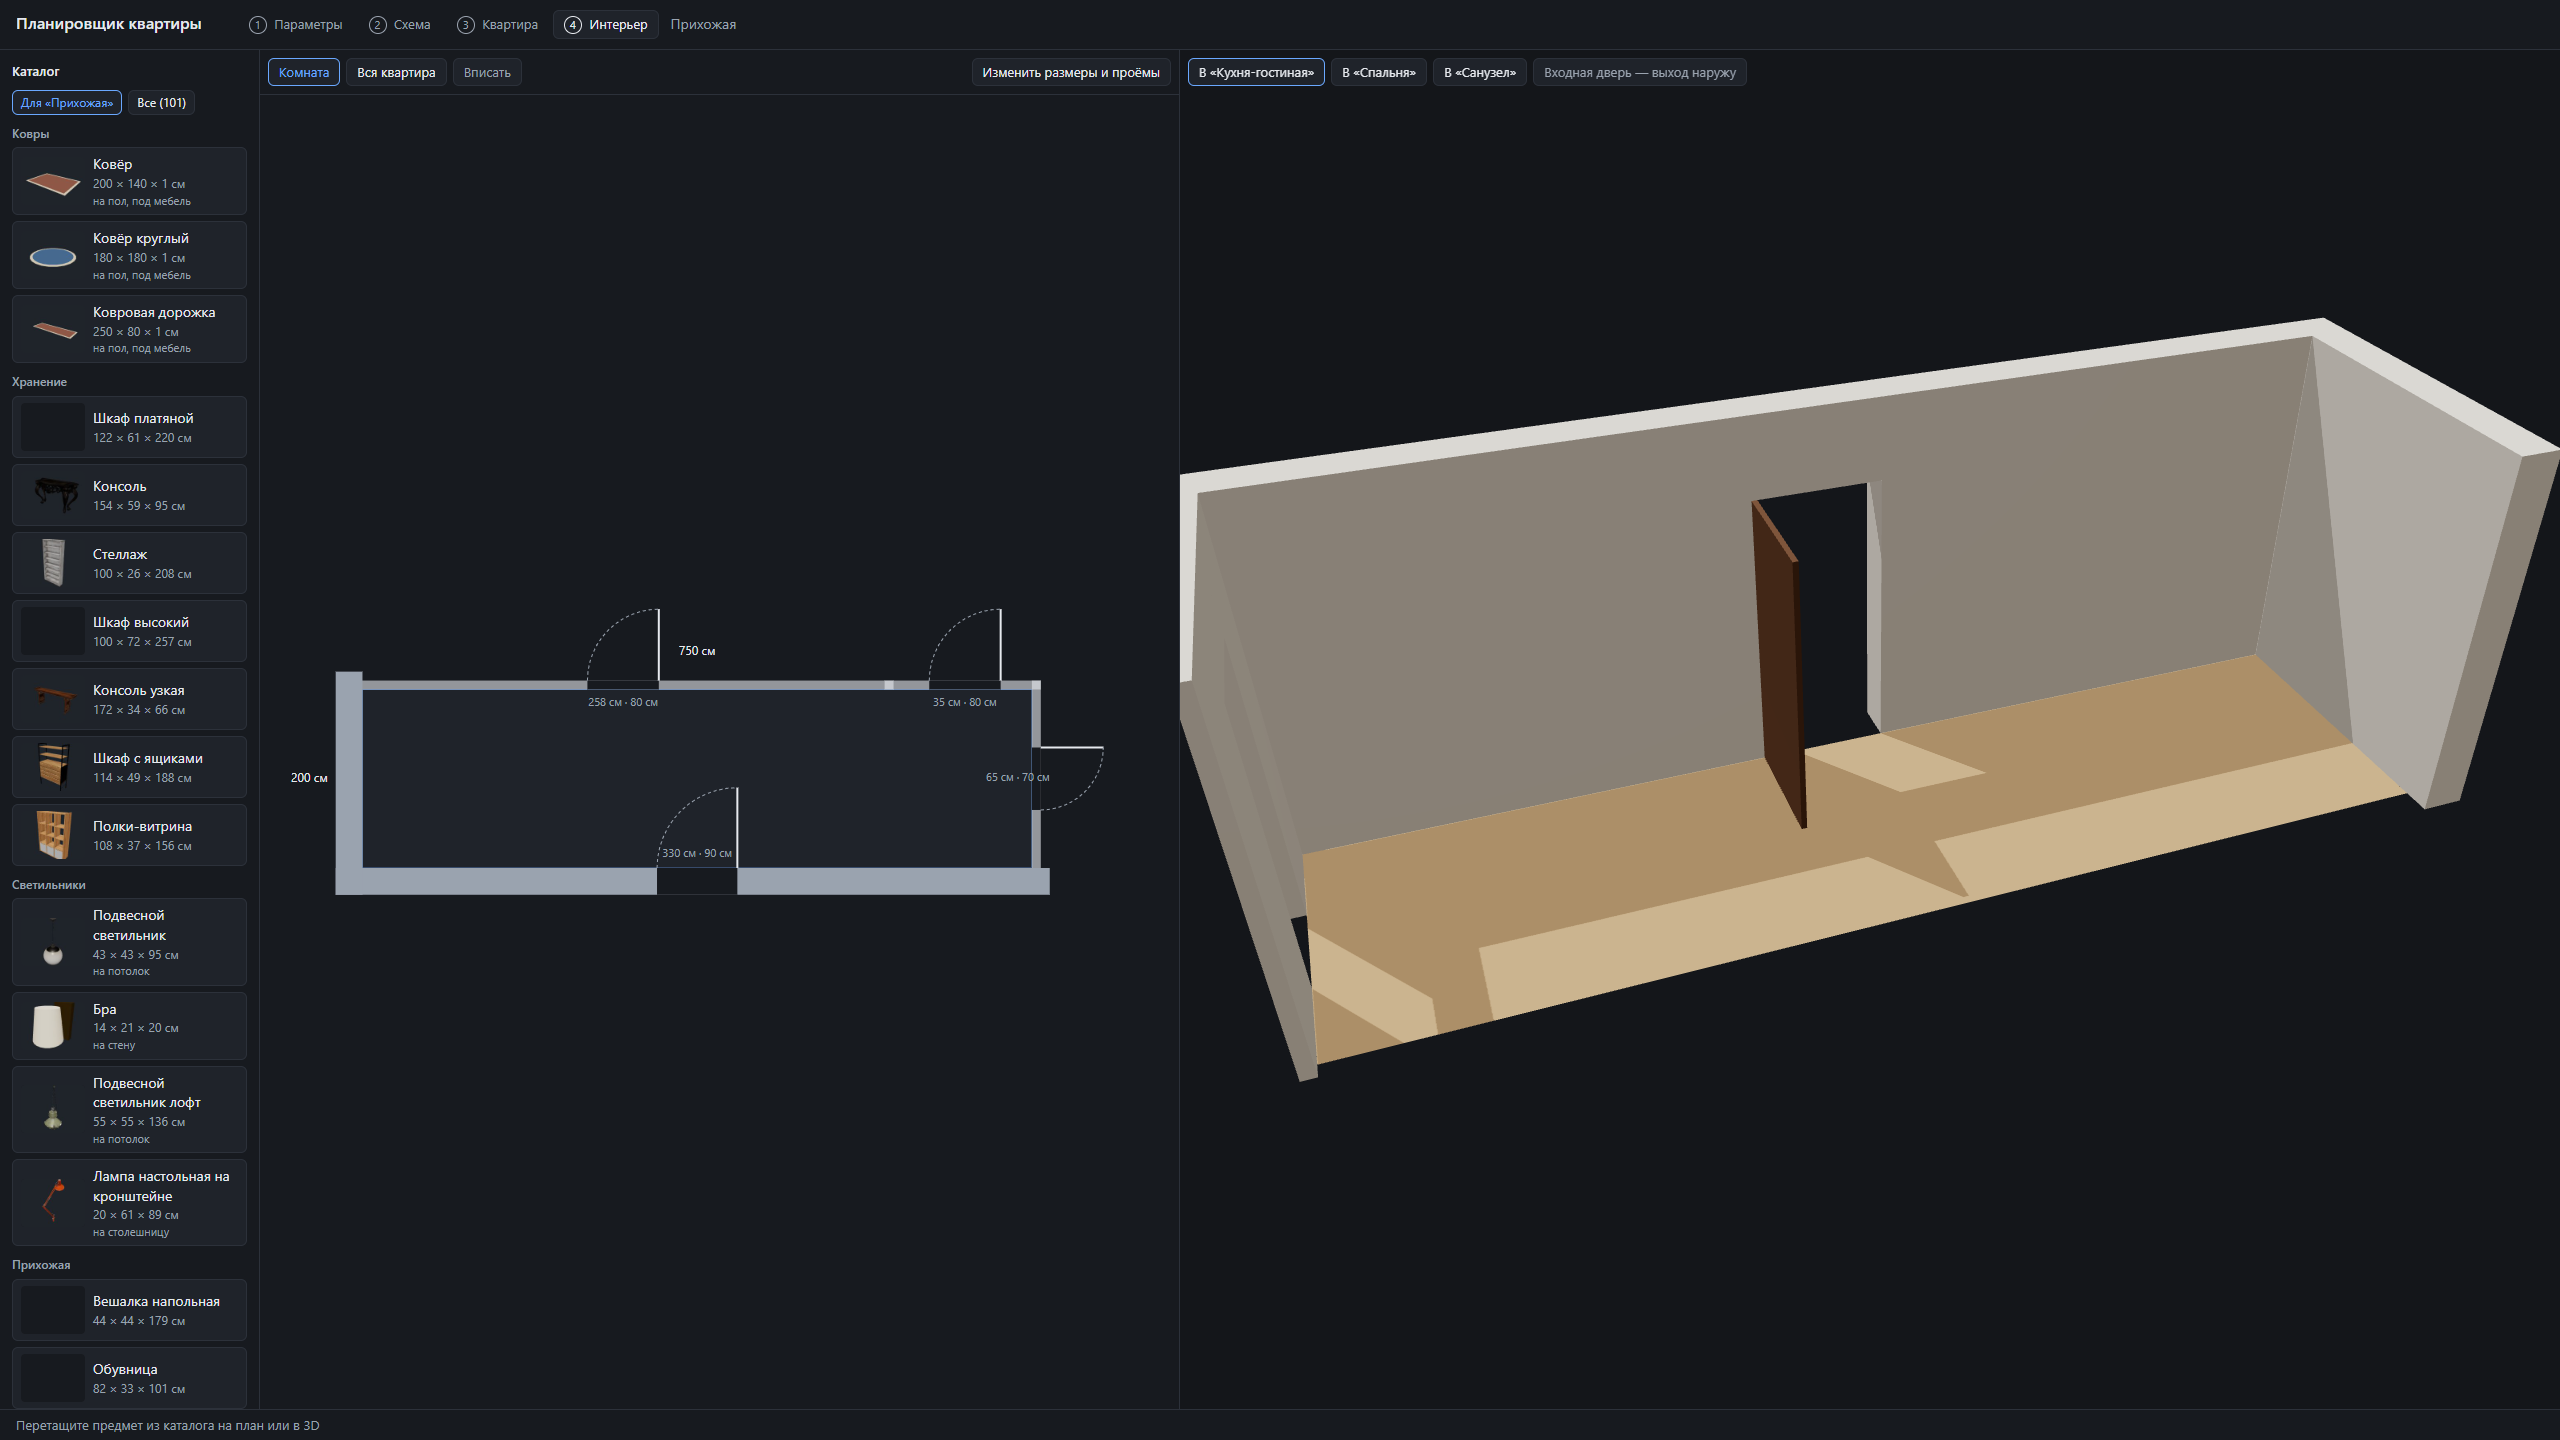 Планировщик квартиры
1 Параметры
2 Схема
3 Квартира
4 Интерьер
Прихожая
Каталог
Для «Прихожая»
Все (101)
Ковры
Ковёр
200 × 140 × 1 см
на пол, под мебель
Ковёр круглый
180 × 180 × 1 см
на пол, под мебель
Ковровая дорожка
250 × 80 × 1 см
на пол, под мебель
Хранение
Шкаф платяной
122 × 61 × 220 см
Консоль
154 × 59 × 95 см
Стеллаж
100 × 26 × 208 см
Шкаф высокий
100 × 72 × 257 см
Консоль узкая
172 × 34 × 66 см
Шкаф с ящиками
114 × 49 × 188 см
Полки-витрина
108 × 37 × 156 см
Светильники
Подвесной
светильник
43 × 43 × 95 см
на потолок
Бра
14 × 21 × 20 см
на стену
Подвесной
светильник лофт
55 × 55 × 136 см
на потолок
Лампа настольная на
кронштейне
20 × 61 × 89 см
на столешницу
Прихожая
Вешалка напольная
44 × 44 × 179 см
Обувница
82 × 33 × 101 см
Комната
Вся квартира
Вписать
Изменить размеры и проёмы
750 см
258 см · 80 см
35 см · 80 см
200 см
65 см · 70 см
330 см · 90 см
В «Кухня-гостиная»
В «Спальня»
В «Санузел»
Входная дверь — выход наружу
Перетащите предмет из каталога на план или в 3D